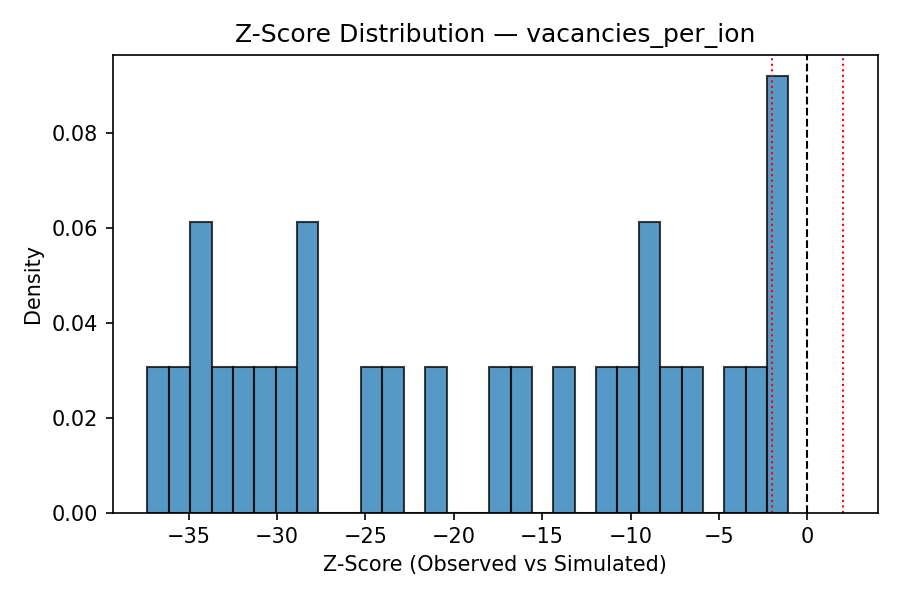 Z-Score Distribution — vacancies_per_ion
Density
0.08
0.06
0.04
0.02
0.00
−35 −30 −25 −20 −15 −10 −5 0
Z-Score (Observed vs Simulated)